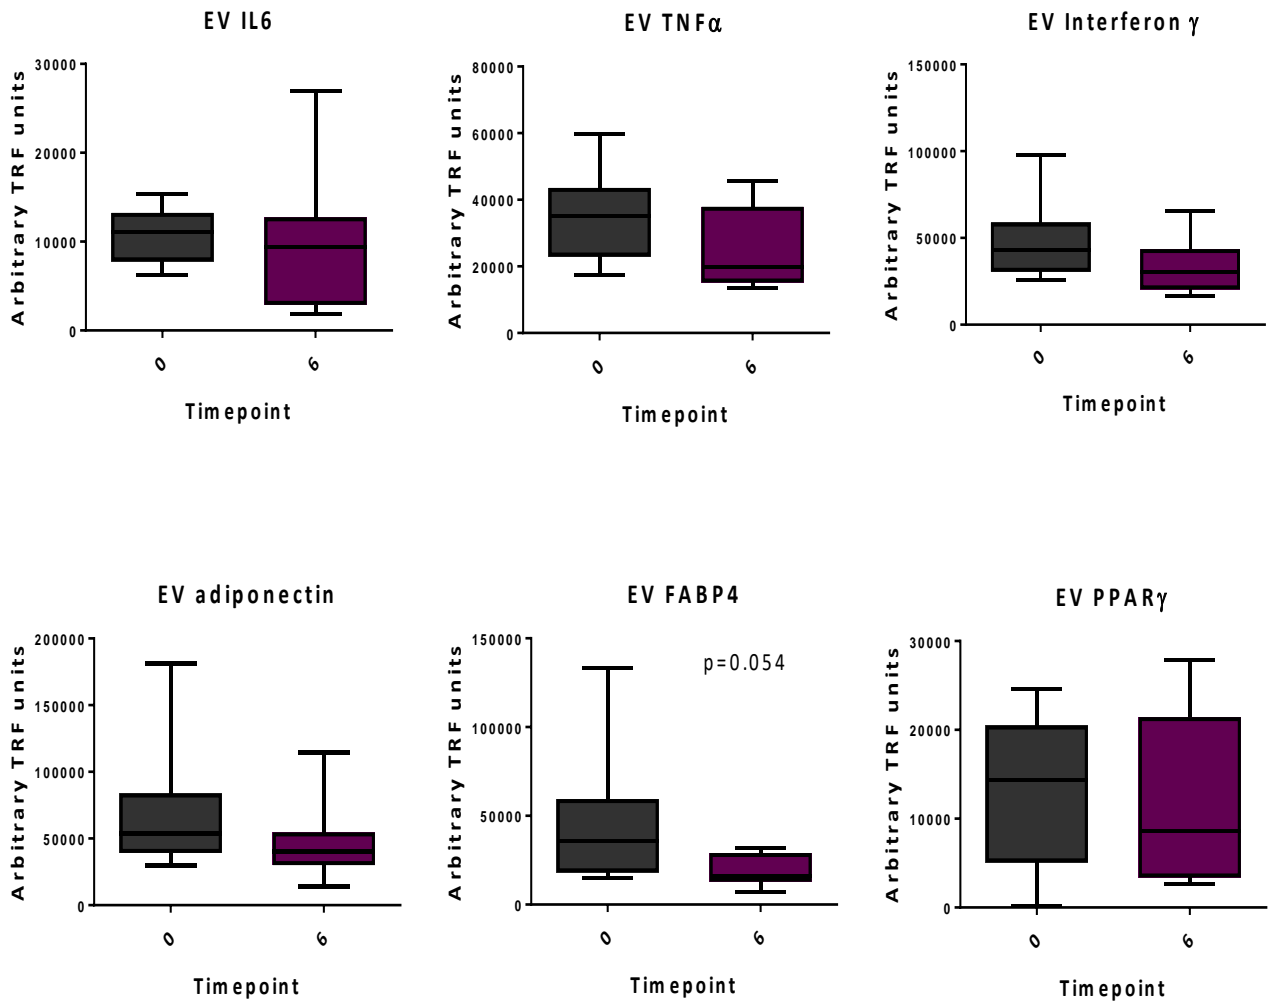 EV IL6
Arbitrary TRF units
30000
20000
10000
0
0
6
Timepoint
EV TNFα
Arbitrary TRF units
80000
60000
40000
20000
0
0
6
Timepoint
EV Interferon γ
Arbitrary TRF units
150000
100000
50000
0
0
6
Timepoint
EV adiponectin
Arbitrary TRF units
200000
150000
100000
50000
0
0
6
Timepoint
EV FABP4
p=0.054
Arbitrary TRF units
150000
100000
50000
0
0
6
Timepoint
EV PPARγ
Arbitrary TRF units
30000
20000
10000
0
0
6
Timepoint